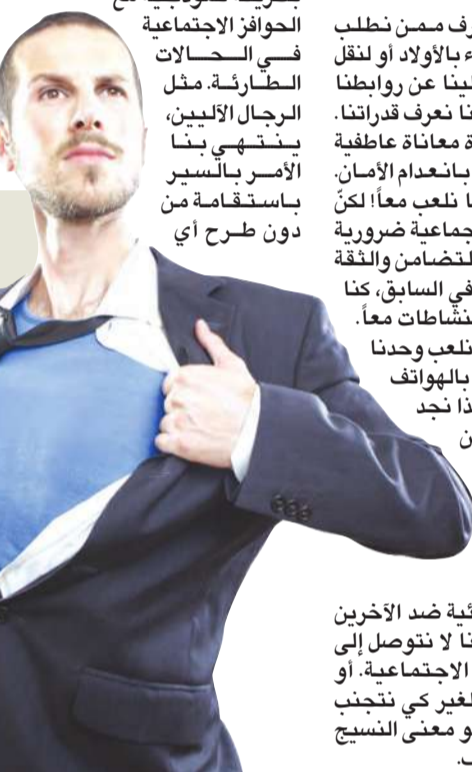 رف ممن نطلب
ء بالأولاد أو لنقل
ينا عن روابطنا
نا نعرف قدراتنا.
ة معاناة عاطفية
بانعدام الأمان.
ا نلعب معاً! لكنّ
جماعية ضرورية
لتضامن والثقة
في السابق، كنا
نشاطات معاً.
نلعب وحدنا
بالهواتف
ذا نجد
ن
ئية ضد الآخرين
نا لا نتوصل إلى
الاجتماعية. أو
لغير كي نتجنب
و معنى النسيج
الحوافز الاجتماعية
في الحالات
الطارئة. مثل
الرجال الآليين،
ينتهي بنا
الأمر بالسير
باستقامة من
دون طرح أي